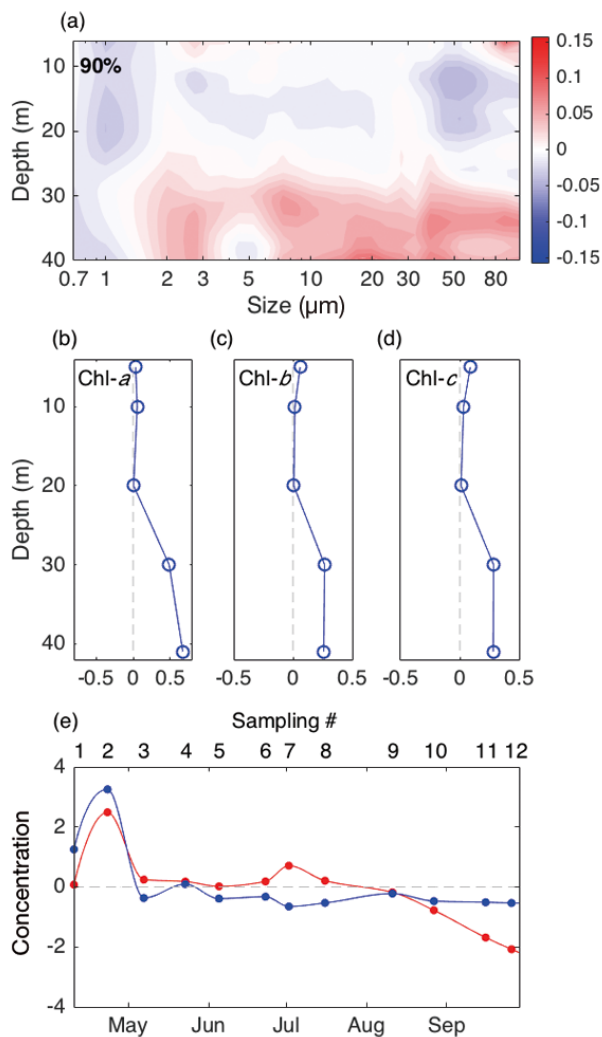 (a)
90%
Depth (m)
10
20
30
40
0.7 1 2 3 5 10 20 30 50 80
Size (µm)
0.15
0.1
0.05
0
-0.05
-0.1
-0.15
(b) (c) (d)
Chl-a Chl-b Chl-c
Depth (m)
10
20
30
40
-0.5 0 0.5 -0.5 0 0.5 -0.5 0 0.5
(e) Sampling #
1 2 3 4 5 6 7 8 9 10 11 12
Concentration
4
2
0
-2
-4
May Jun Jul Aug Sep